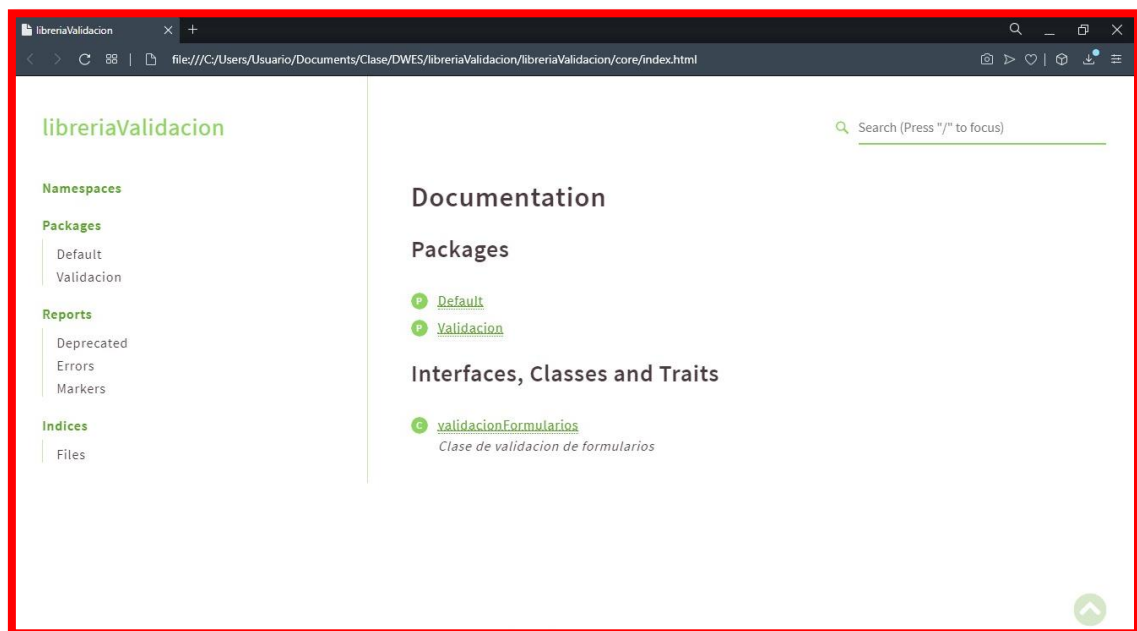 libreriaValidacion
file:///C:/Users/Usuario/Documents/Clase/DWES/libreriaValidacion/libreriaValidacion/core/index.html
libreriaValidacion
Search (Press "/" to focus)
Namespaces
Packages
Default
Validacion
Reports
Deprecated
Errors
Markers
Indices
Files
Documentation
Packages
P Default
P Validacion
Interfaces, Classes and Traits
C validacionFormularios
Clase de validacion de formularios